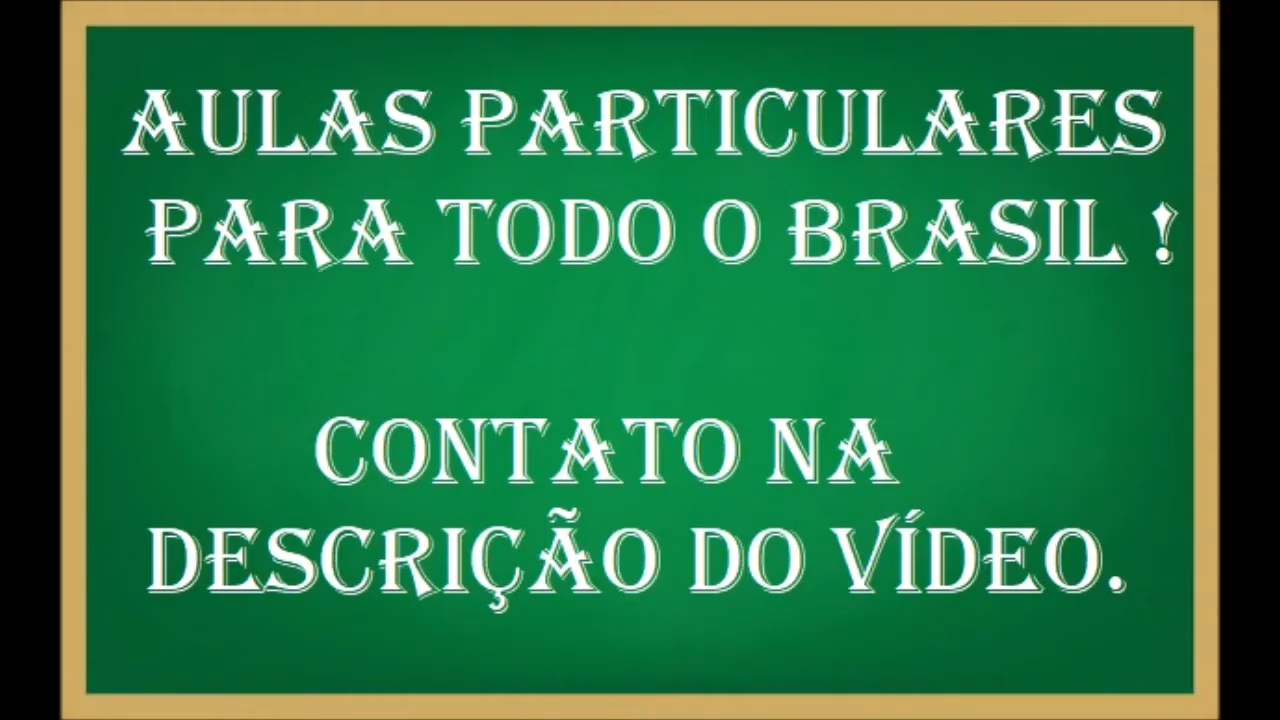 AULAS PARTICULARES
PARA TODO O BRASIL !
CONTATO NA
DESCRIÇÃO DO VÍDEO.